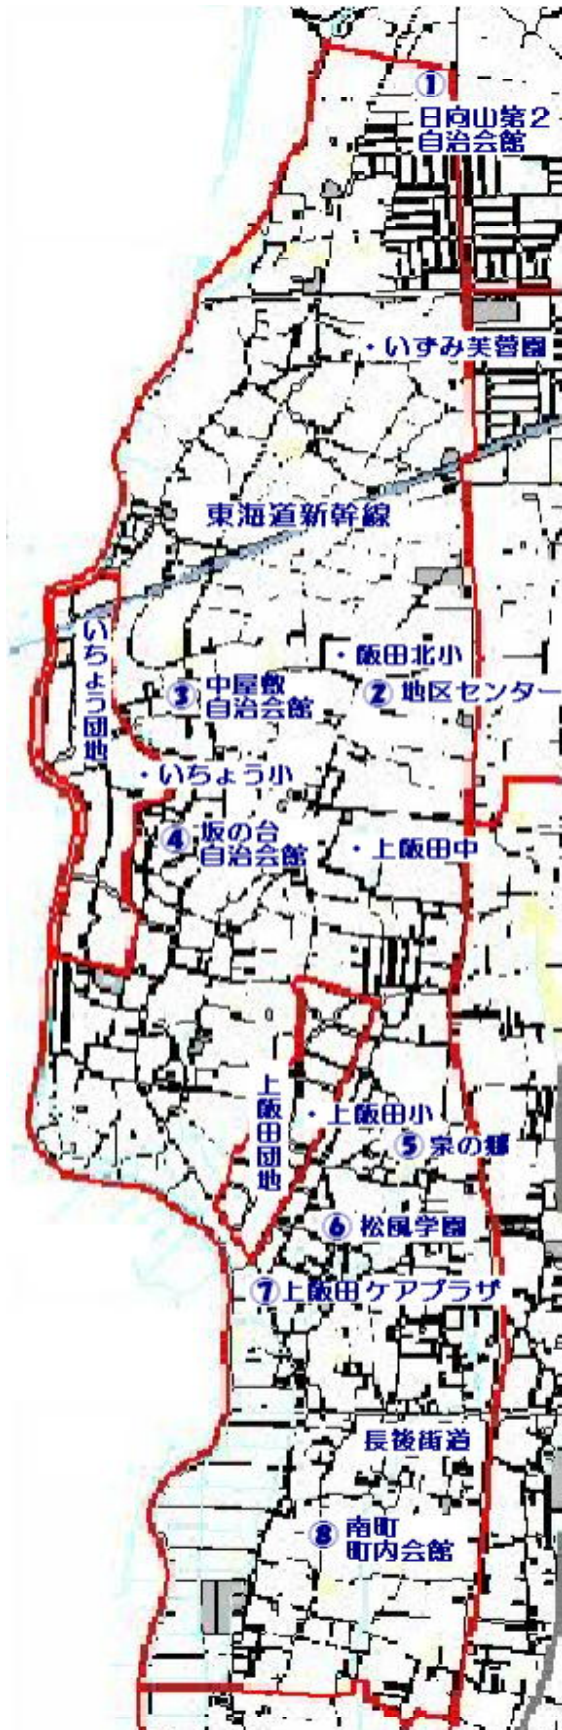 ①
日向山第2
自治会館
・いずみ芙蓉園
東海道新幹線
いちょう団地
・飯田北小
③ 中屋敷
自治会館
② 地区センター
・いちょう小
④ 坂の台
自治会館
・上飯田中
上飯田団地
・上飯田小
⑤ 泉の郷
⑥ 松風学園
⑦上飯田ケアプラザ
長後街道
⑧ 南町
町内会館